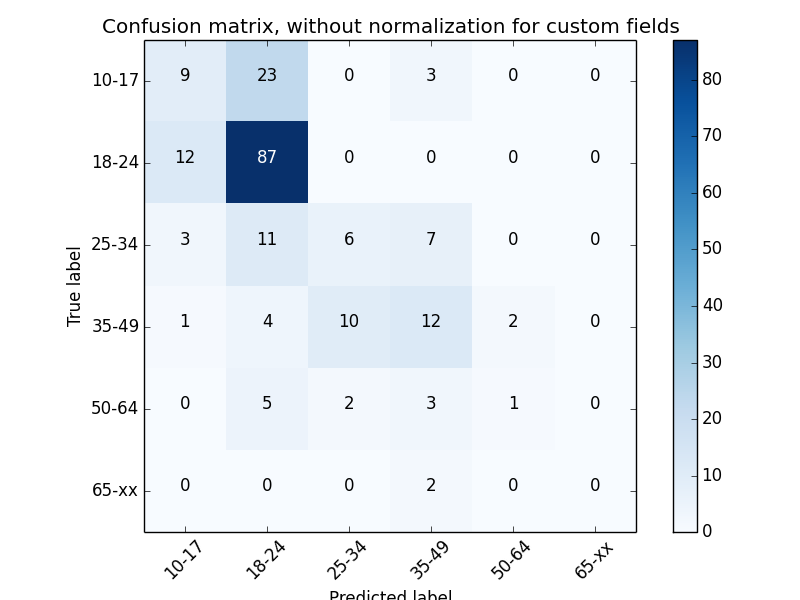 Confusion matrix, without normalization for custom fields
True label
10-17 9 23 0 3 0 0
18-24 12 87 0 0 0 0
25-34 3 11 6 7 0 0
35-49 1 4 10 12 2 0
50-64 0 5 2 3 1 0
65-xx 0 0 0 2 0 0
10-17 18-24 25-34 35-49 50-64 65-xx
Predicted label
80
70
60
50
40
30
20
10
0